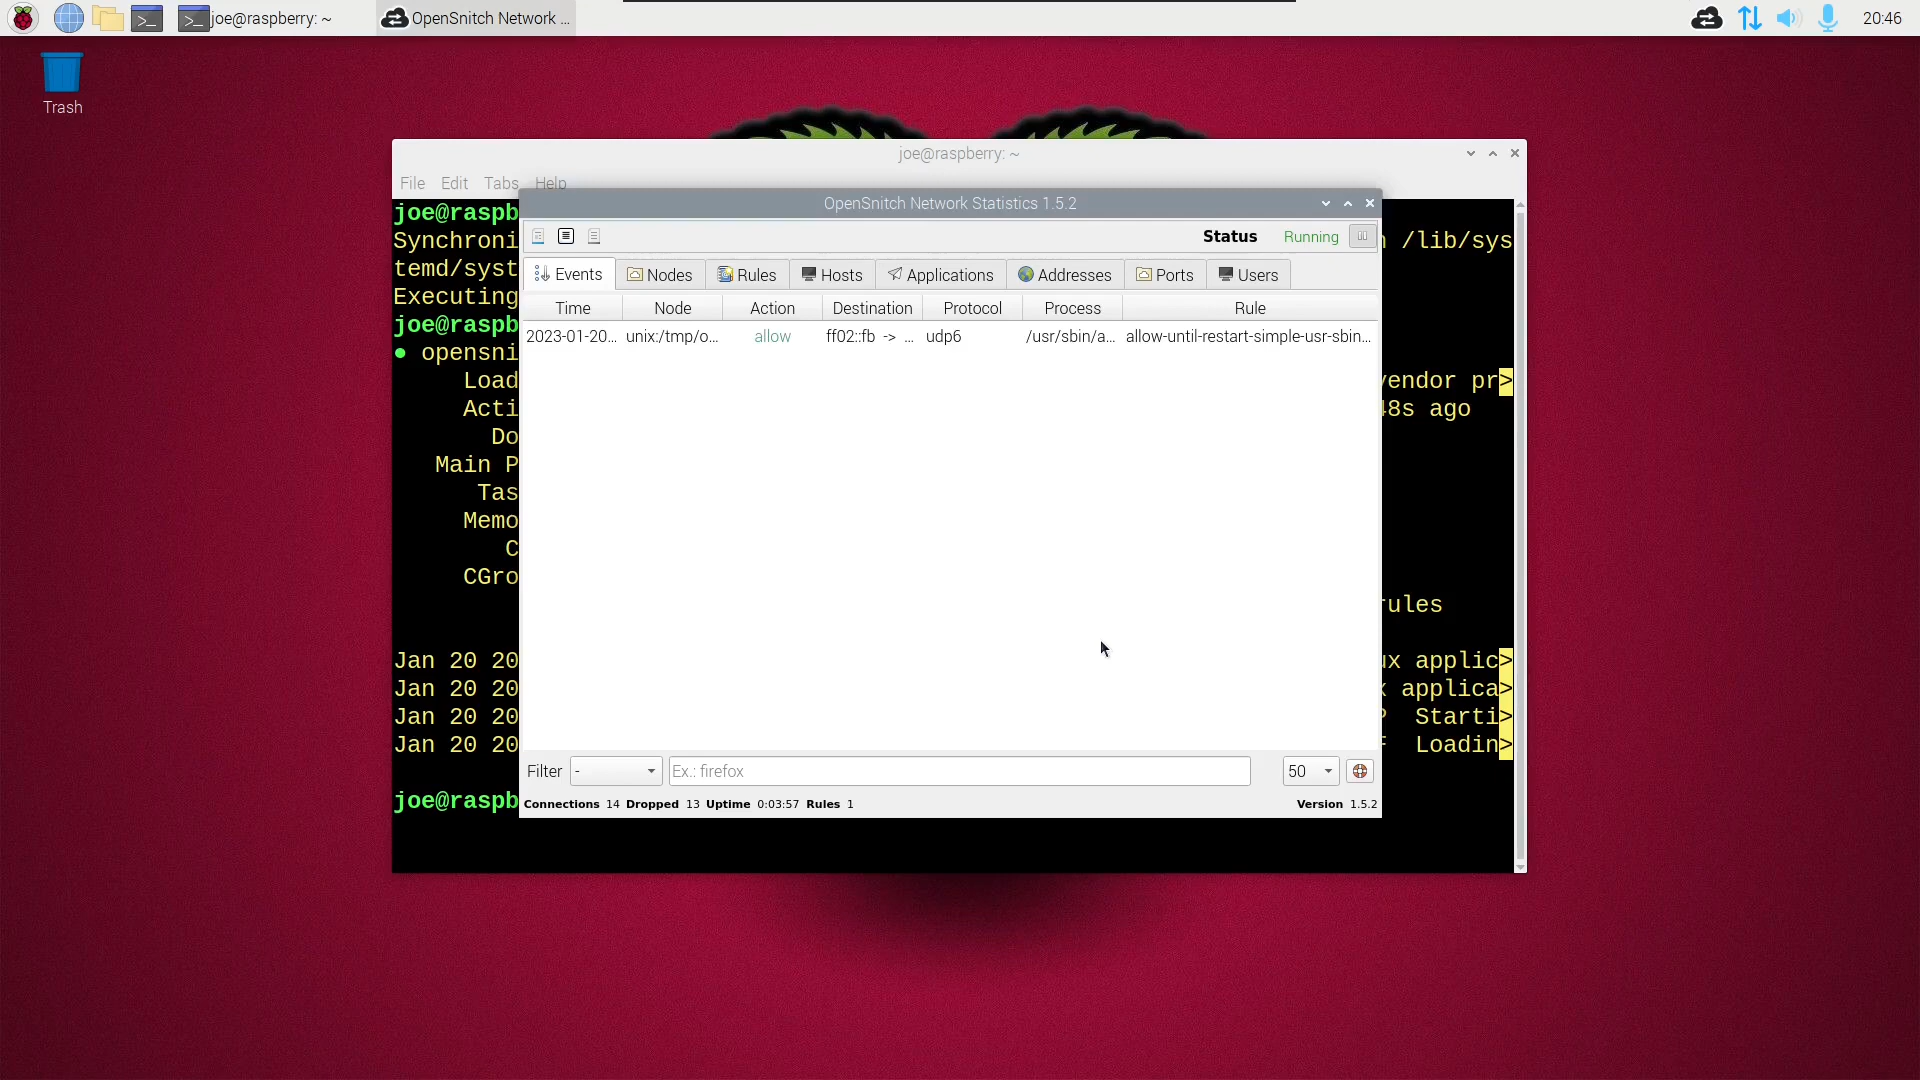 joe@raspberry: ~
OpenSnitch Network ...
20:46
Trash
joe@raspberry: ~
File Edit Tabs Help
OpenSnitch Network Statistics 1.5.2
Status Running
Events Nodes Rules Hosts Applications Addresses Ports Users
Time Node Action Destination Protocol Process Rule
2023-01-20... unix:/tmp/o... allow ff02::fb -> ... udp6 /usr/sbin/a... allow-until-restart-simple-usr-sbin...
Filter - Ex.: firefox 50
Connections 14 Dropped 13 Uptime 0:03:57 Rules 1 Version 1.5.2
joe@raspb
Synchroni /lib/sys
temd/syst
Executing
joe@raspb
● opensni
Load vendor pr>
Acti 48s ago
Do
Main P
Tas
Memo
C
CGro
rules
Jan 20 20 ux applic>
Jan 20 20 x applica>
Jan 20 20 Starti>
Jan 20 20 Loadin>
joe@raspb